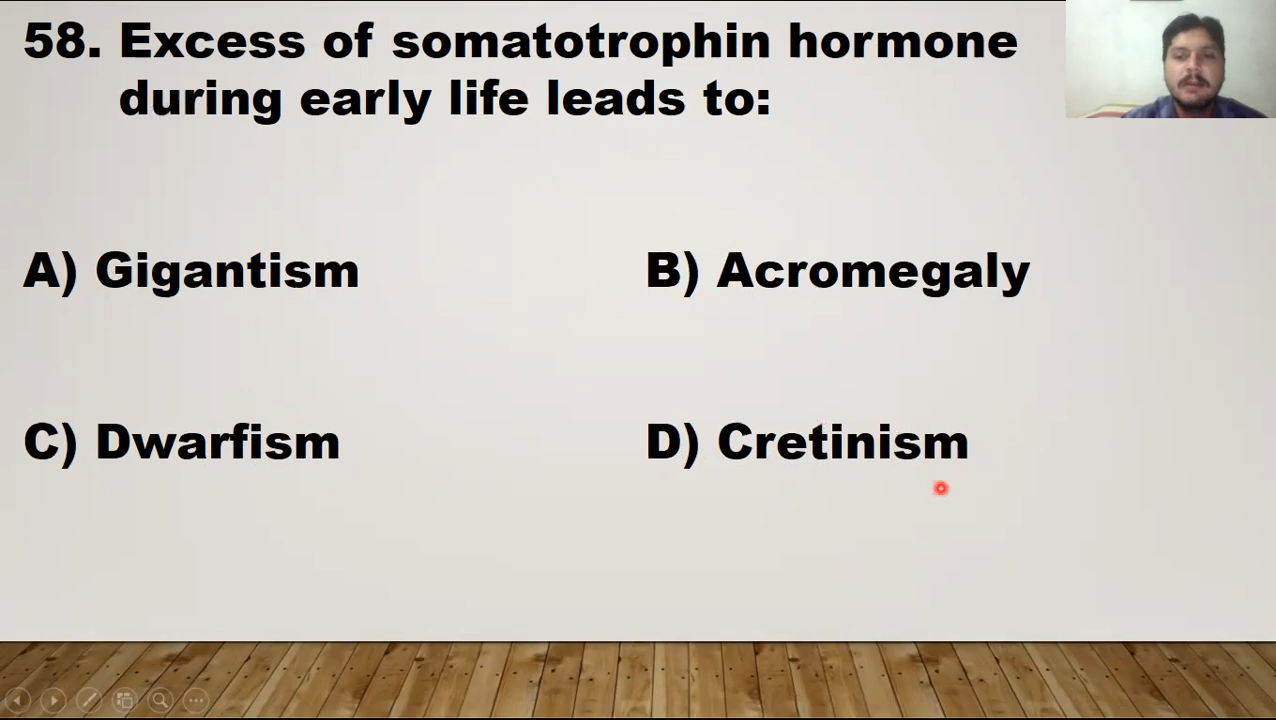 58. Excess of somatotrophin hormone
during early life leads to:
A) Gigantism
B) Acromegaly
C) Dwarfism
D) Cretinism